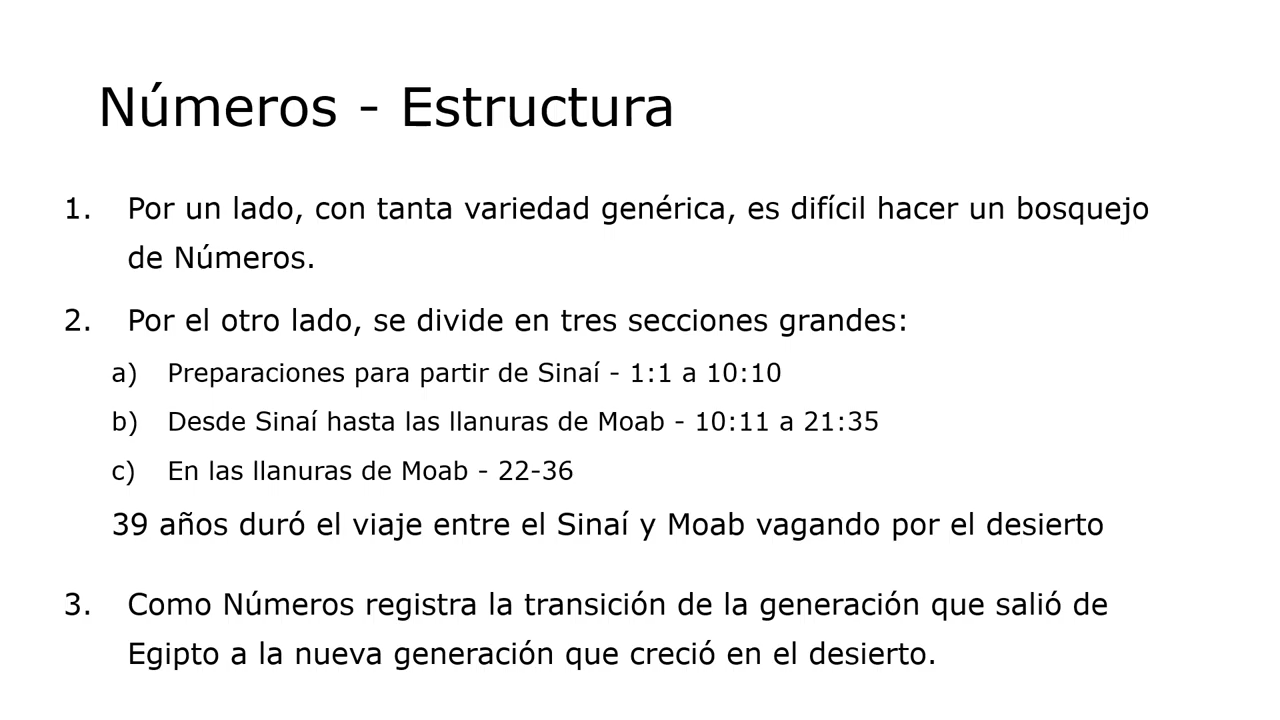 Números - Estructura
1. Por un lado, con tanta variedad genérica, es difícil hacer un bosquejo
de Números.
2. Por el otro lado, se divide en tres secciones grandes:
a) Preparaciones para partir de Sinaí - 1:1 a 10:10
b) Desde Sinaí hasta las llanuras de Moab - 10:11 a 21:35
c) En las llanuras de Moab - 22-36
39 años duró el viaje entre el Sinaí y Moab vagando por el desierto
3. Como Números registra la transición de la generación que salió de
Egipto a la nueva generación que creció en el desierto.